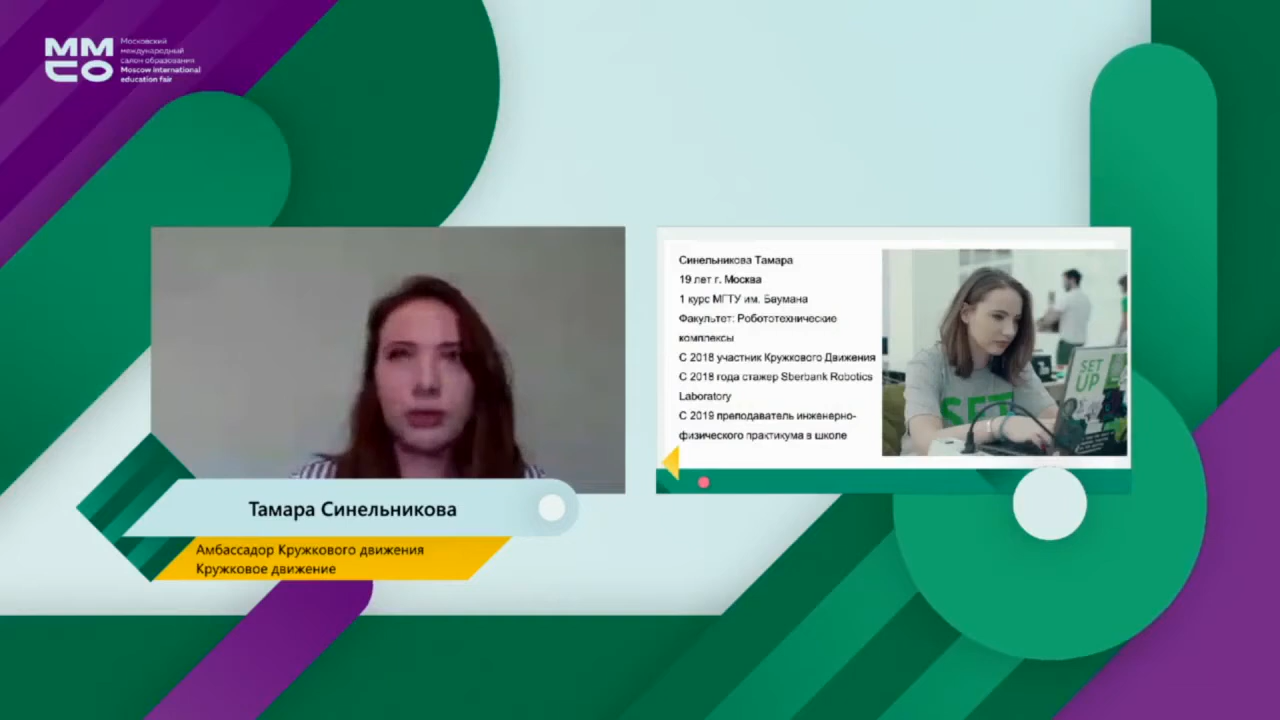 ММСО
Московский
международный
салон образования
Moscow international
education fair
Синельникова Тамара
19 лет г. Москва
1 курс МГТУ им. Баумана
Факультет: Робототехнические
комплексы
С 2018 участник Кружкового Движения
С 2018 года стажер Sberbank Robotics
Laboratory
С 2019 преподаватель инженерно-
физического практикума в школе
SET
SET
UP
Тамара Синельникова
Амбассадор Кружкового движения
Кружковое движение